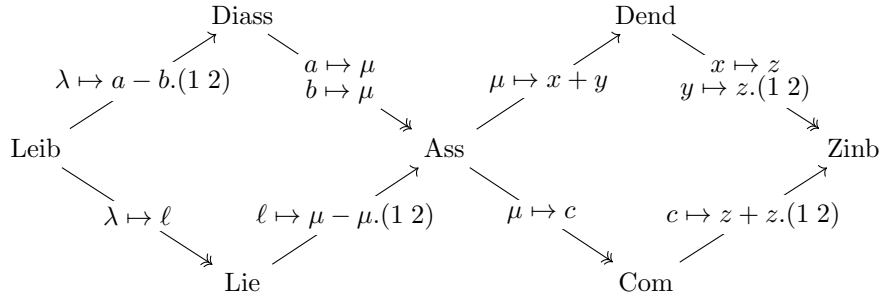 Diass Dend
a ↦ μ x ↦ z
λ ↦ a − b.(1 2) b ↦ μ μ ↦ x + y y ↦ z.(1 2)
Leib Ass Zinb
λ ↦ ℓ ℓ ↦ μ − μ.(1 2) μ ↦ c c ↦ z + z.(1 2)
Lie Com